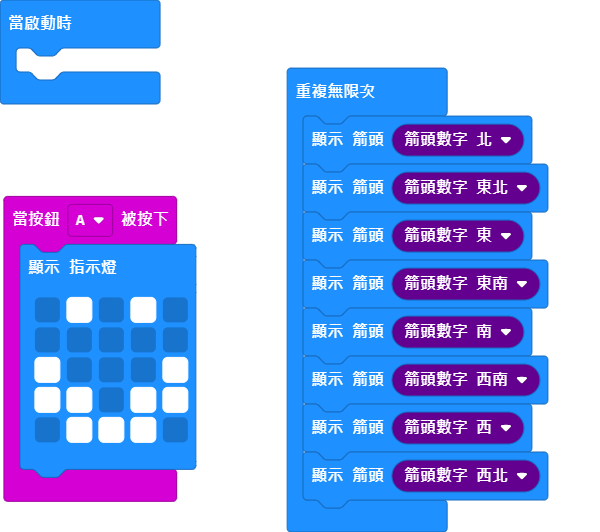 當啟動時
當按鈕 A 被按下
顯示 指示燈
重複無限次
顯示 箭頭 箭頭數字 北
顯示 箭頭 箭頭數字 東北
顯示 箭頭 箭頭數字 東
顯示 箭頭 箭頭數字 東南
顯示 箭頭 箭頭數字 南
顯示 箭頭 箭頭數字 西南
顯示 箭頭 箭頭數字 西
顯示 箭頭 箭頭數字 西北